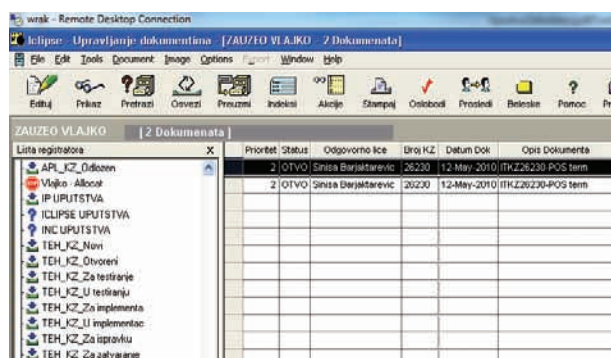 wrak - Remote Desktop Connection
Iclipse - Upravljanje dokumentima - [ZAUZEO VLAJKO - 2 Dokumenata]
File Edit Tools Document Image Options Export Window Help
Edituj Prikaz Pretrazi Osvezi Preuzmi Indeksi Akcije Stampaj Oslobodi Prosledi Beleske Pomoc
ZAUZEO VLAJKO [ 2 Dokumenata ]
Lista registratora X Prioritet Status Odgovorno lice Broj KZ Datum Dok Opis Dokumenta
APL_KZ_Odlozen 2 OTVO Sinisa Barjaktarevic 26230 12-May-2010 ITKZ26230-POS term
Vlajko - Allocat 2 OTVO Sinisa Barjaktarevic 26230 12-May-2010 ITKZ26230-POS term
IP UPUTSTVA
ICLIPSE UPUTSTVA
INC UPUTSTVA
TEH_KZ_Novi
TEH_KZ_Otvoreni
TEH_KZ_Za testiranje
TEH_KZ_U testiranju
TEH_KZ_Za implementa
TEH_KZ_U implementac
TEH_KZ_Za ispravku
TEH_KZ_Za zatvaranje